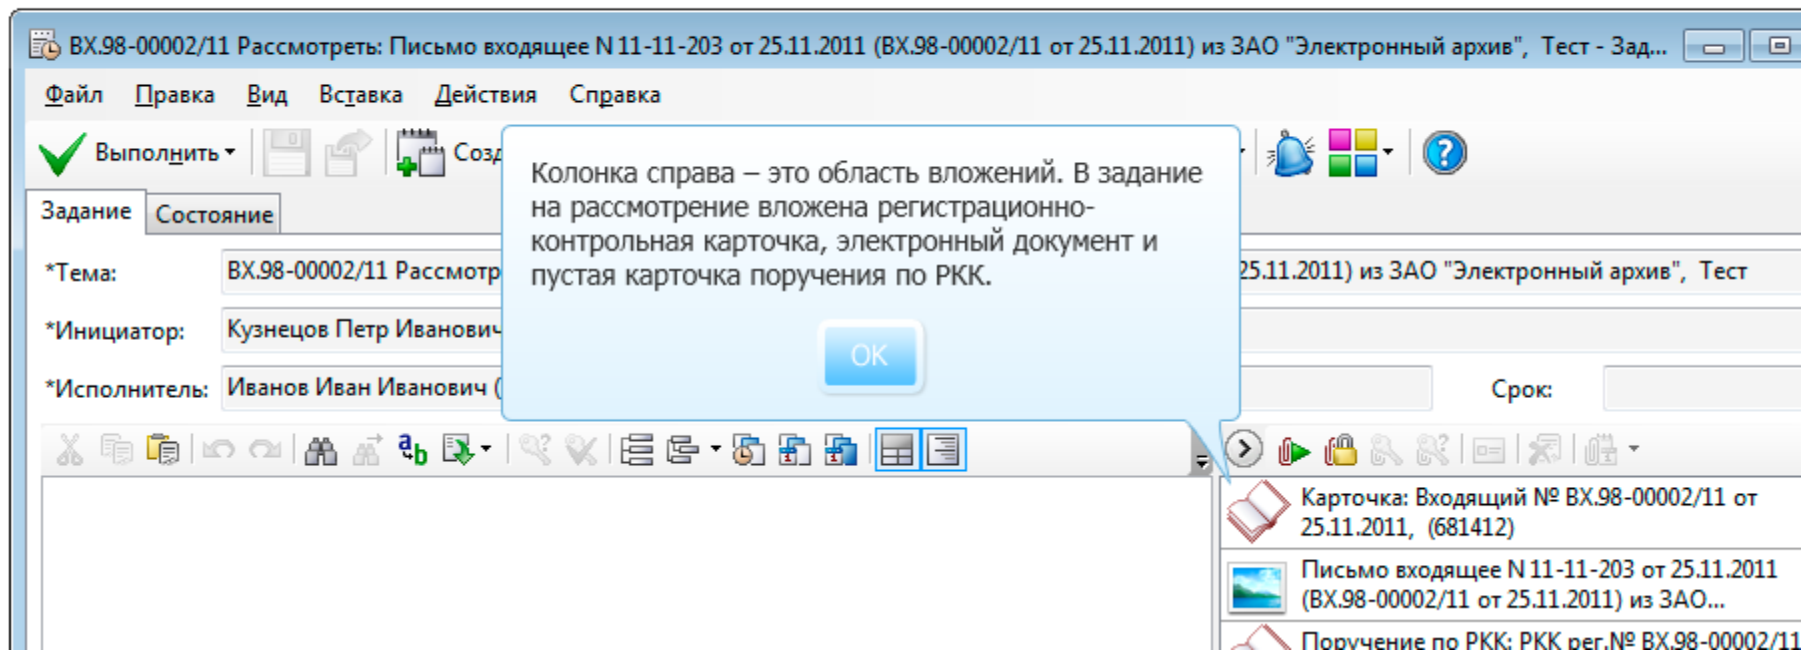 ВХ.98-00002/11 Рассмотреть: Письмо входящее N 11-11-203 от 25.11.2011 (ВХ.98-00002/11 от 25.11.2011) из ЗАО "Электронный архив", Тест - Зад...
Файл Правка Вид Вставка Действия Справка
Выполнить Созд
Задание Состояние
Колонка справа – это область вложений. В задание
на рассмотрение вложена регистрационно-
контрольная карточка, электронный документ и
пустая карточка поручения по РКК.
OK
*Тема: ВХ.98-00002/11 Рассмотр 25.11.2011) из ЗАО "Электронный архив", Тест
*Инициатор: Кузнецов Петр Иванович
*Исполнитель: Иванов Иван Иванович ( Срок:
Карточка: Входящий № ВХ.98-00002/11 от
25.11.2011, (681412)
Письмо входящее N 11-11-203 от 25.11.2011
(ВХ.98-00002/11 от 25.11.2011) из ЗАО...
Поручение по РКК: РКК рег.№ ВХ.98-00002/11